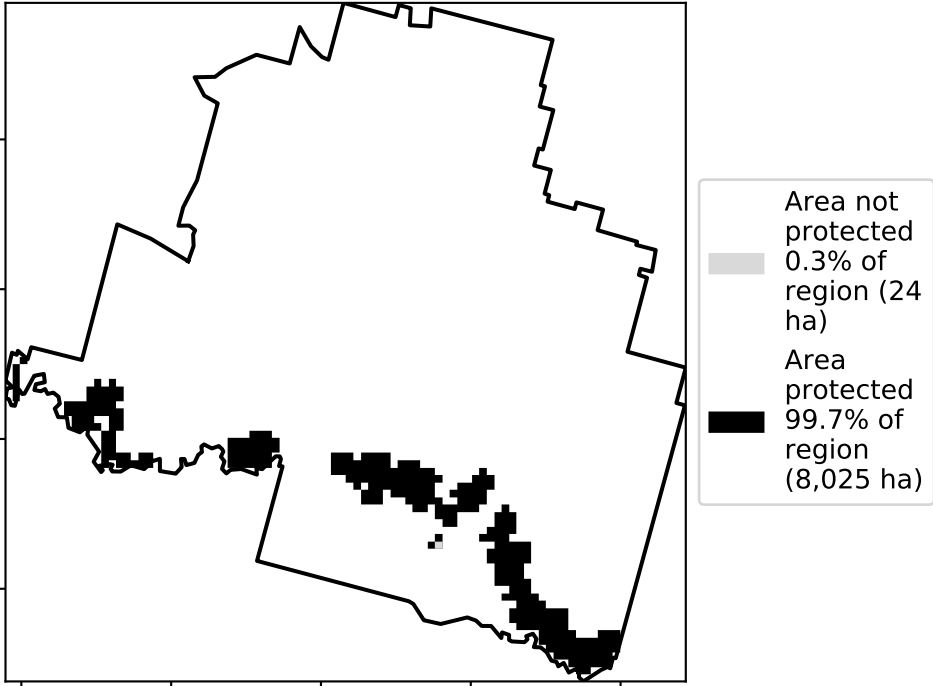 Area not
protected
0.3% of
region (24
ha)
Area
protected
99.7% of
region
(8,025 ha)